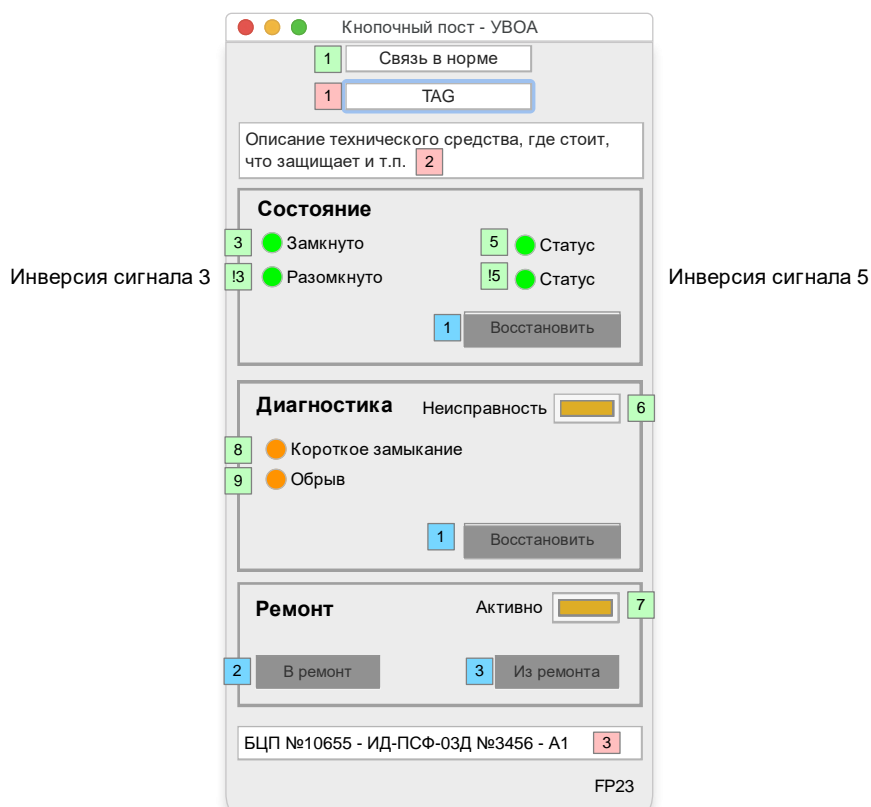 Кнопочный пост - УВОА
1 Связь в норме
1 TAG
Описание технического средства, где стоит,
что защищает и т.п. 2
Состояние
3 Замкнуто 5 Статус
Инверсия сигнала 3 !3 Разомкнуто !5 Статус Инверсия сигнала 5
1 Восстановить
Диагностика Неисправность 6
8 Короткое замыкание
9 Обрыв
1 Восстановить
Ремонт Активно 7
2 В ремонт 3 Из ремонта
БЦП №10655 - ИД-ПСФ-03Д №3456 - А1 3
FP23